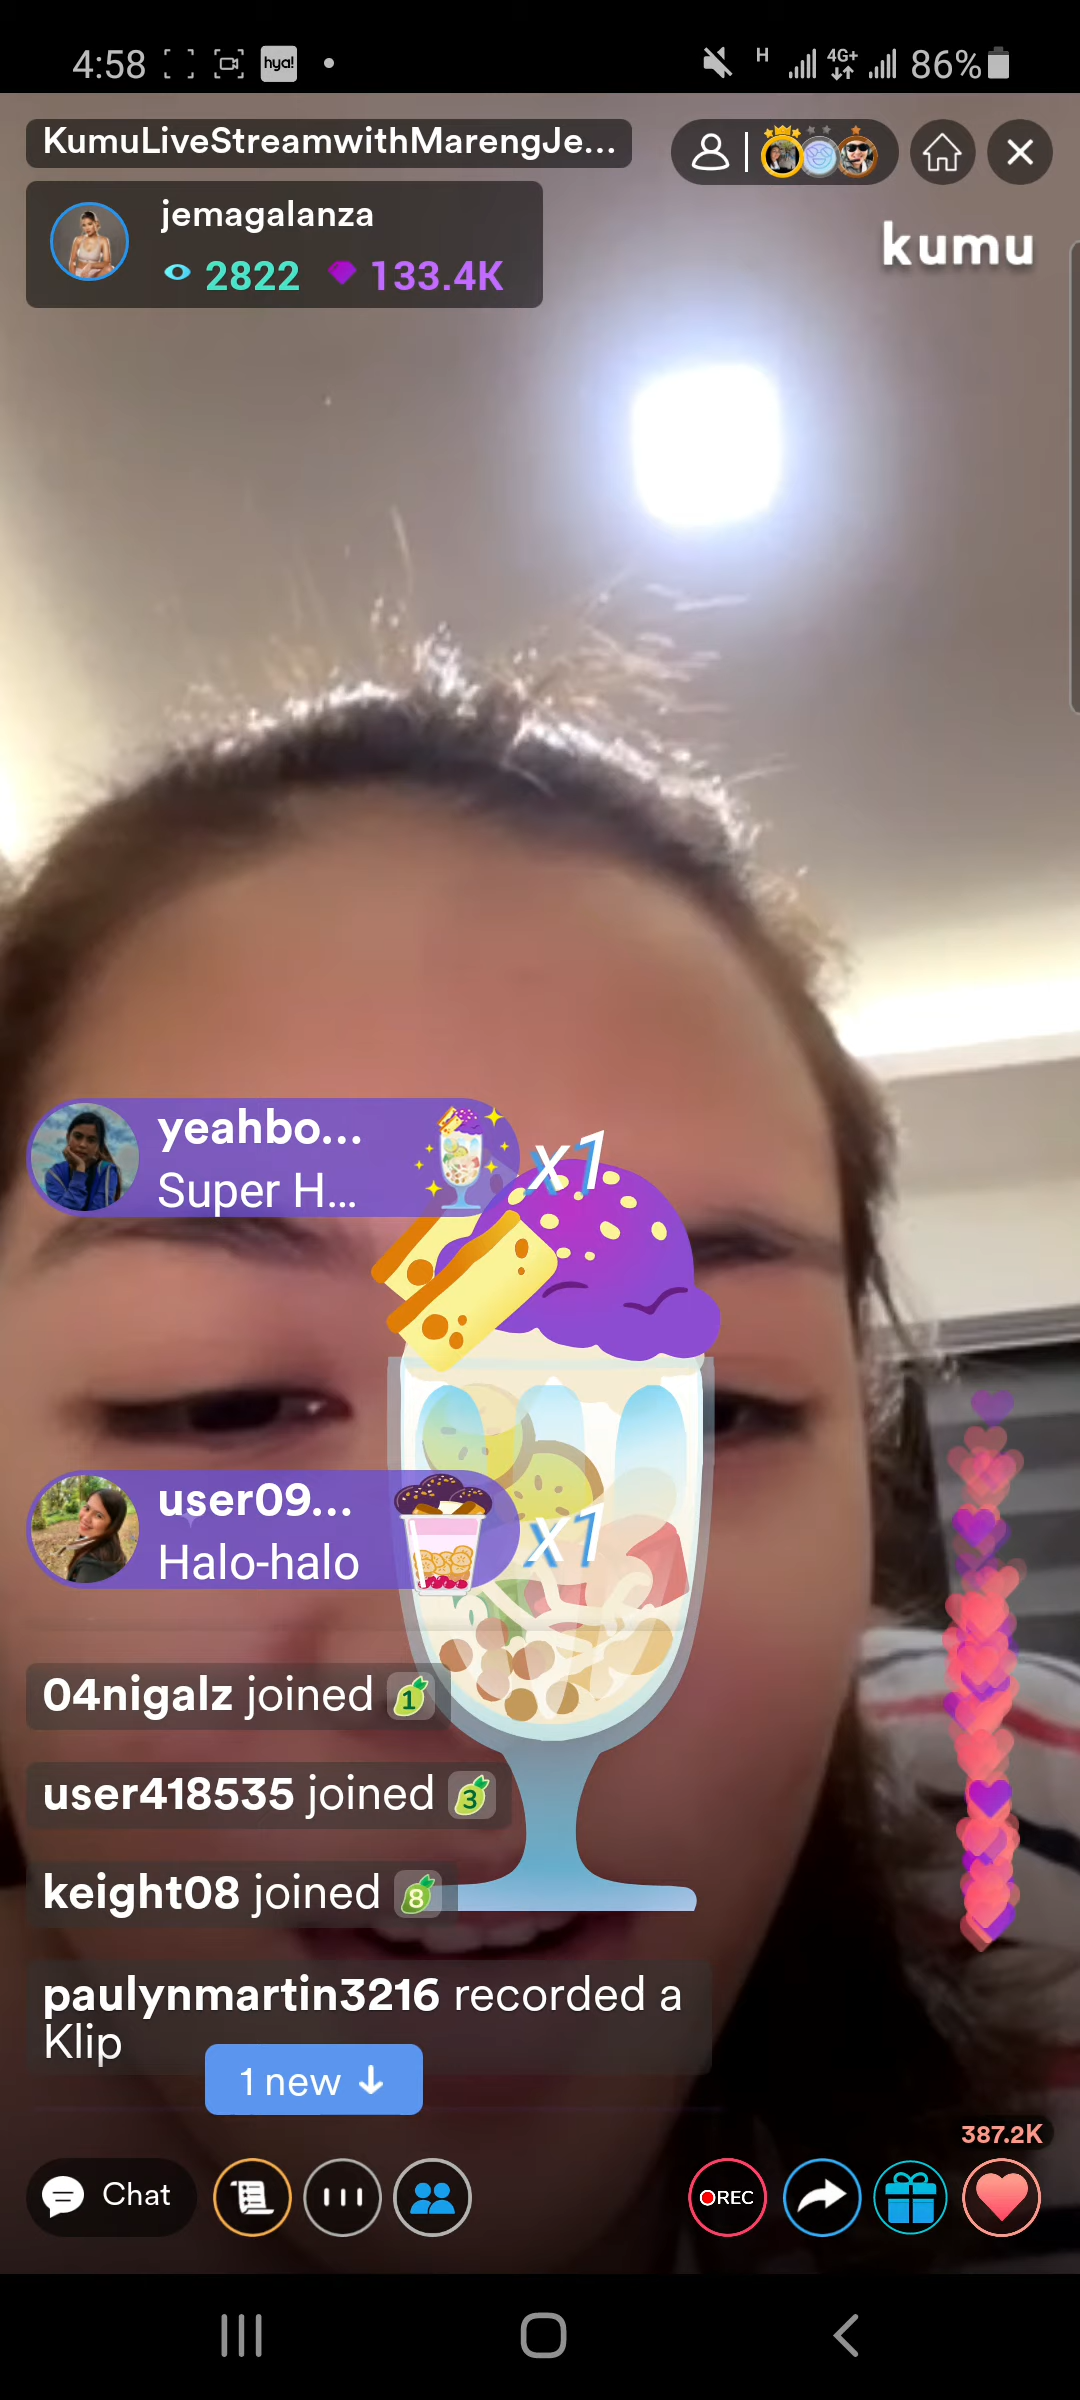 4:58 hya! H 4G+ 86%
KumuLiveStreamwithMarengJe...
jemagalanza
2822 133.4K
kumu
yeahbo... x1
Super H...
user09... x1
Halo-halo
04nigalz joined 1
user418535 joined 3
keight08 joined 8
paulynmartin3216 recorded a
Klip
1 new
387.2K
Chat REC